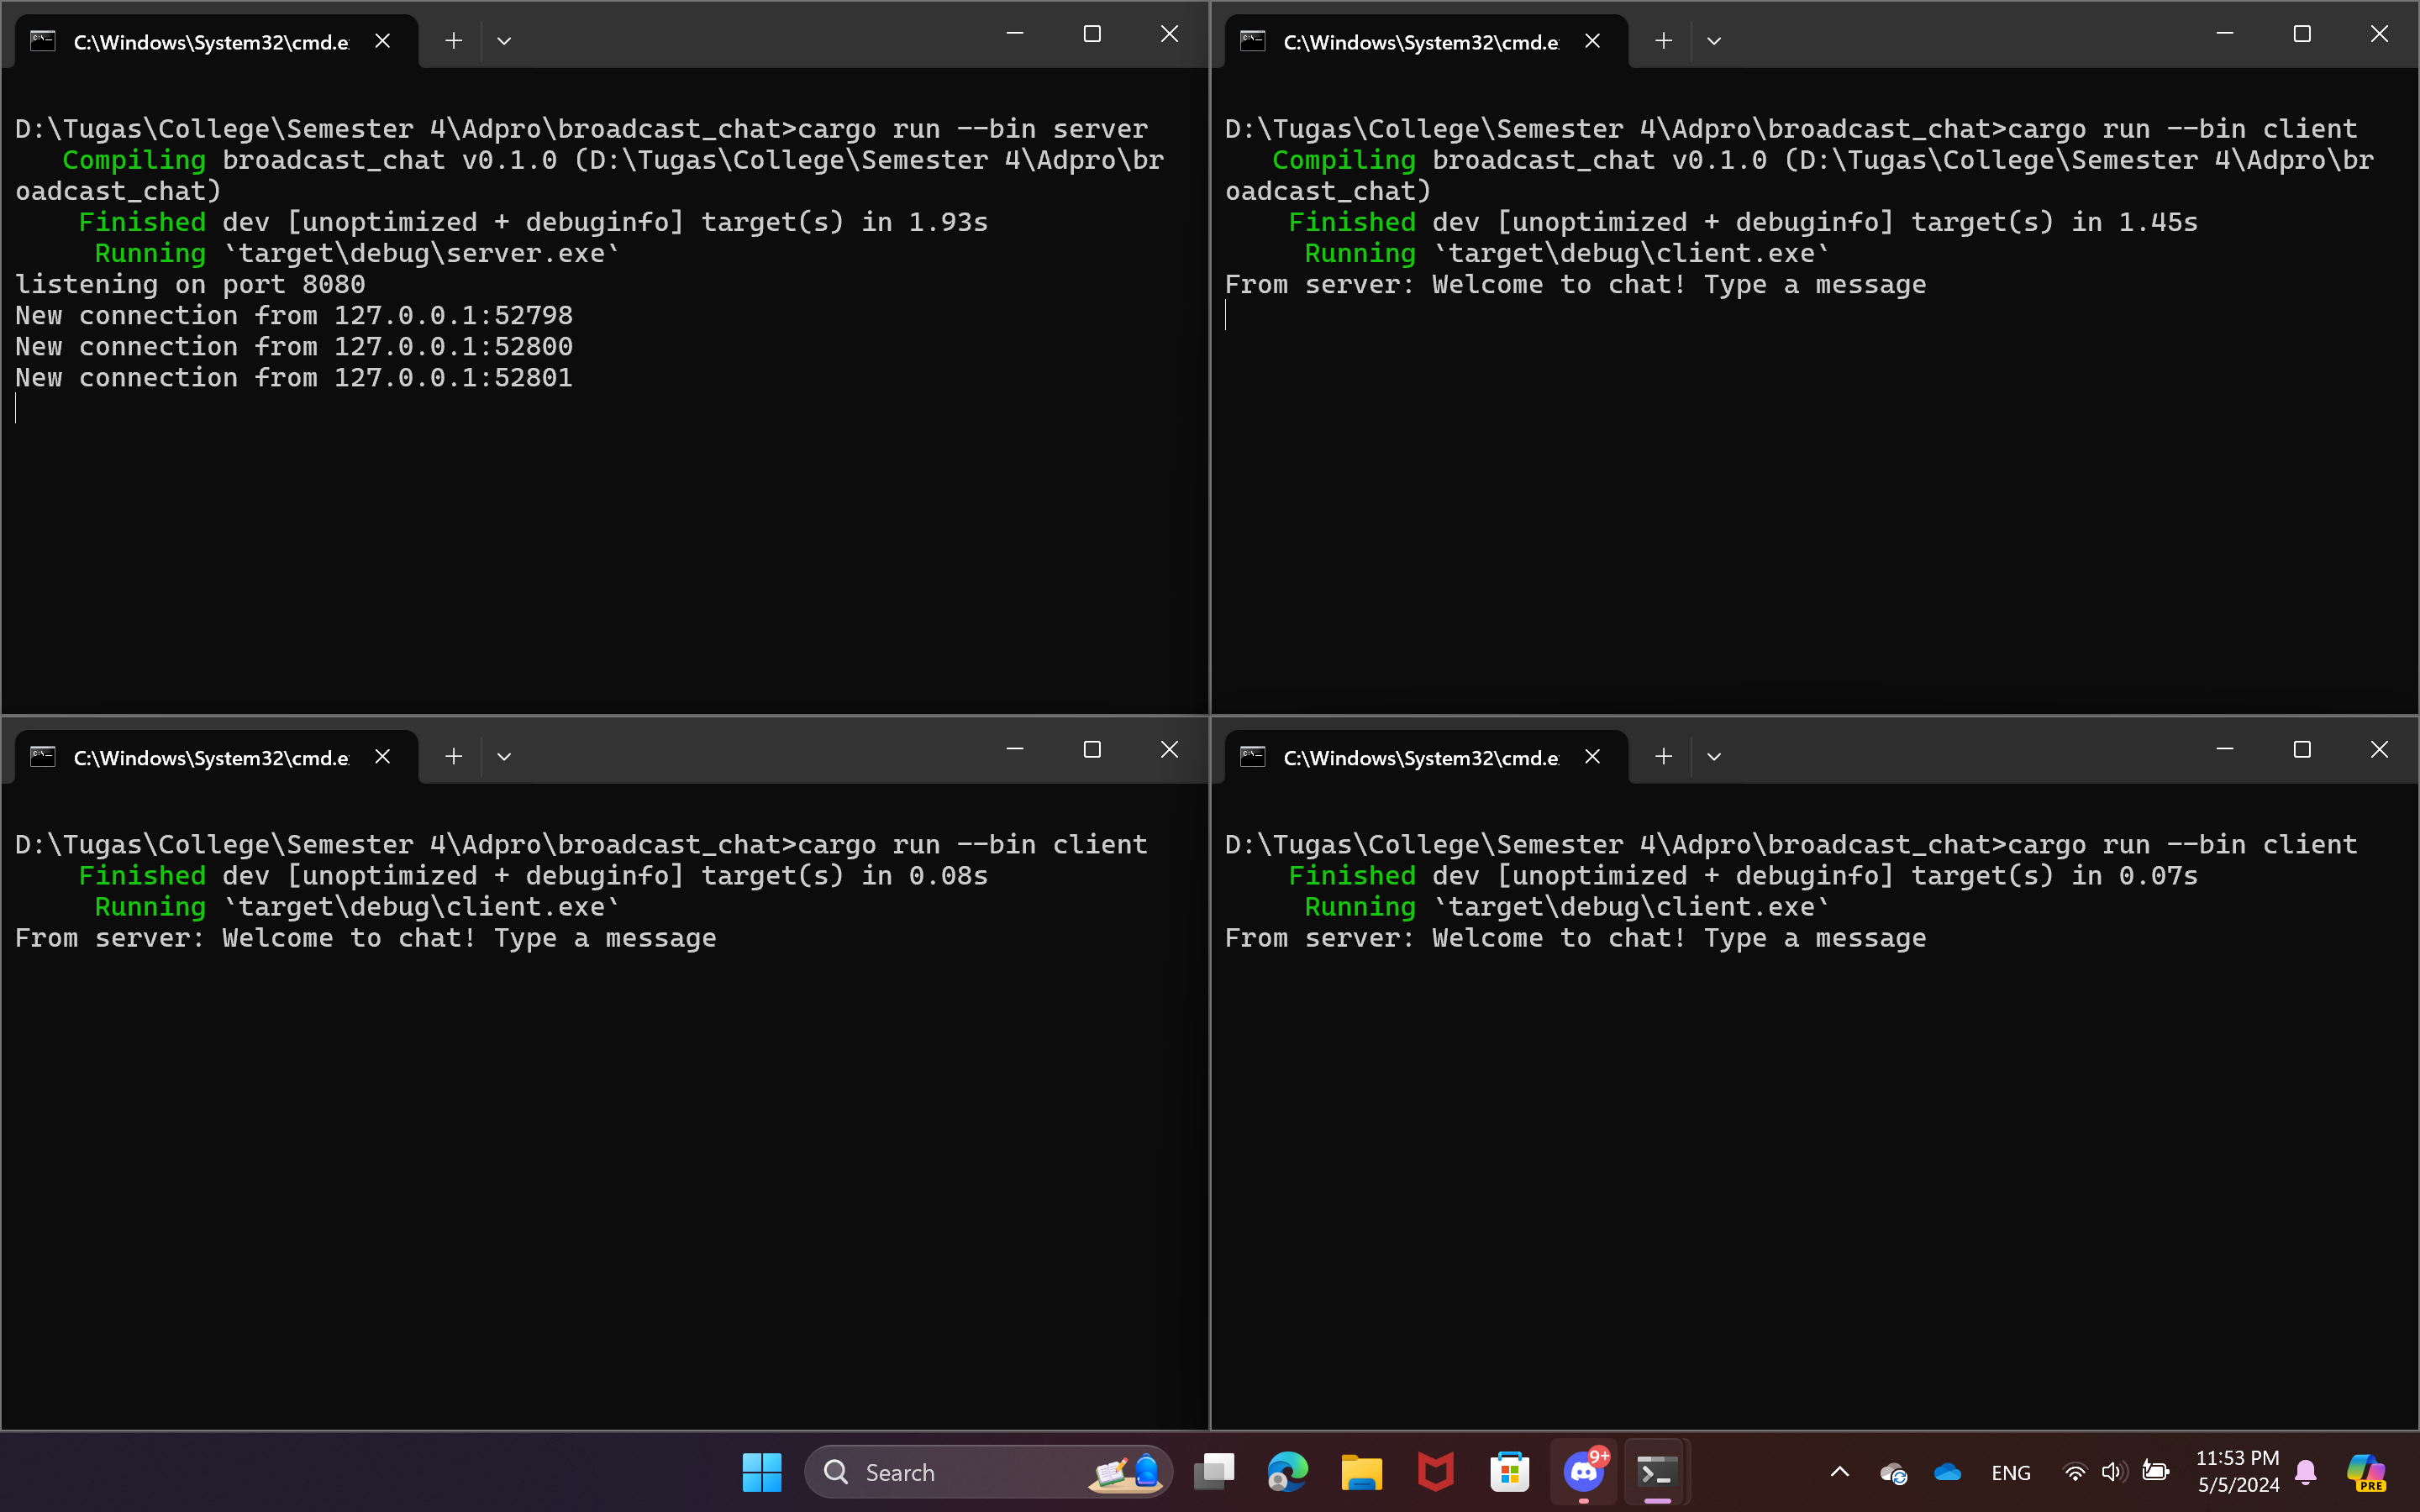 C:\Windows\System32\cmd.e
D:\Tugas\College\Semester 4\Adpro\broadcast_chat>cargo run --bin server
Compiling broadcast_chat v0.1.0 (D:\Tugas\College\Semester 4\Adpro\br
oadcast_chat)
Finished dev [unoptimized + debuginfo] target(s) in 1.93s
Running `target\debug\server.exe`
listening on port 8080
New connection from 127.0.0.1:52798
New connection from 127.0.0.1:52800
New connection from 127.0.0.1:52801
C:\Windows\System32\cmd.e
D:\Tugas\College\Semester 4\Adpro\broadcast_chat>cargo run --bin client
Compiling broadcast_chat v0.1.0 (D:\Tugas\College\Semester 4\Adpro\br
oadcast_chat)
Finished dev [unoptimized + debuginfo] target(s) in 1.45s
Running `target\debug\client.exe`
From server: Welcome to chat! Type a message
C:\Windows\System32\cmd.e
D:\Tugas\College\Semester 4\Adpro\broadcast_chat>cargo run --bin client
Finished dev [unoptimized + debuginfo] target(s) in 0.08s
Running `target\debug\client.exe`
From server: Welcome to chat! Type a message
C:\Windows\System32\cmd.e
D:\Tugas\College\Semester 4\Adpro\broadcast_chat>cargo run --bin client
Finished dev [unoptimized + debuginfo] target(s) in 0.07s
Running `target\debug\client.exe`
From server: Welcome to chat! Type a message
Search
9+
ENG
11:53 PM
5/5/2024
PRE